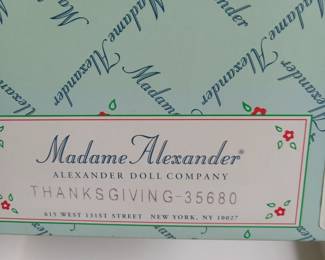 Madame Alexander
Madame Alexander
Madame Alexander
Madame Alexander®
ALEXANDER DOLL COMPANY
THANKSGIVING-35680
615 WEST 131ST STREET NEW YORK, NY 10027